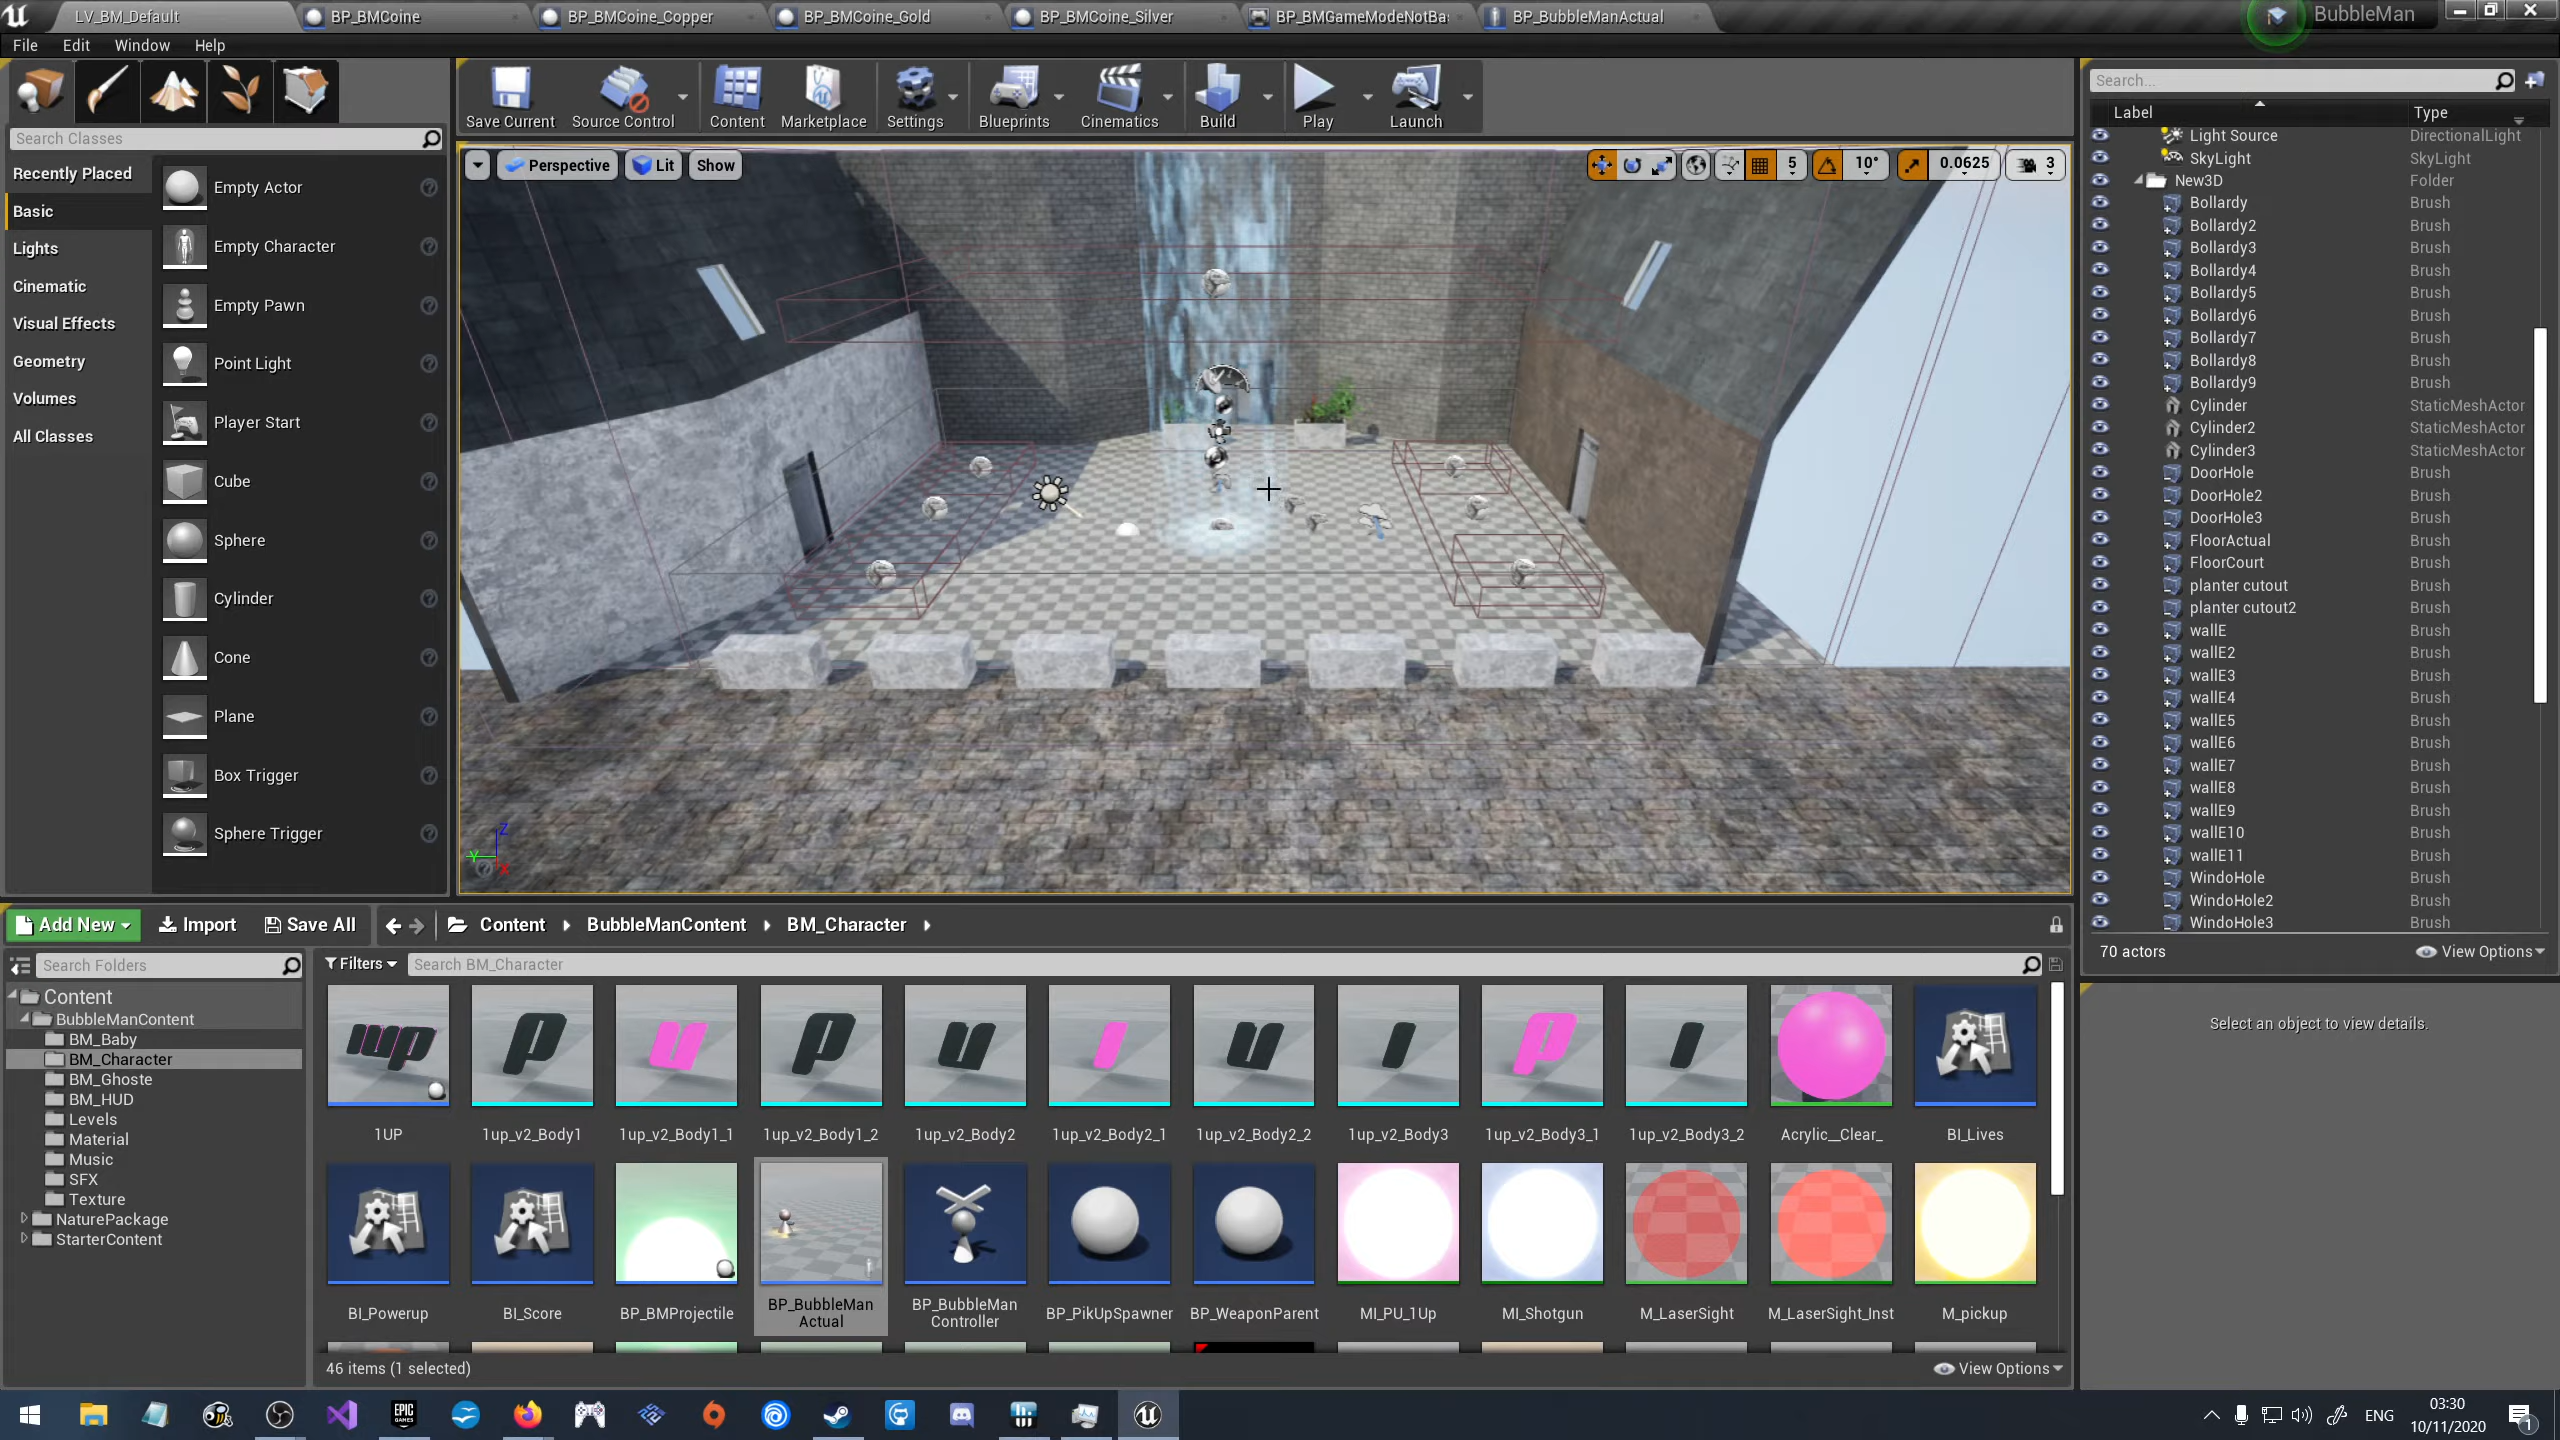 LV_BM_Default
BP_BMCoine
BP_BMCoine_Copper
BP_BMCoine_Gold
BP_BMCoine_Silver
BP_BMGameModeNotBa
BP_BubbleManActual
BubbleMan
File Edit Window Help
Save Current
Source Control
Content
Marketplace
Settings
Blueprints
Cinematics
Build
Play
Launch
Search Classes
Recently Placed
Basic
Lights
Cinematic
Visual Effects
Geometry
Volumes
All Classes
Empty Actor
Empty Character
Empty Pawn
Point Light
Player Start
Cube
Sphere
Cylinder
Cone
Plane
Box Trigger
Sphere Trigger
Perspective
Lit
Show
5
10°
0.0625
3
Z
Y
X
Search...
Label Type
Light Source DirectionalLight
SkyLight SkyLight
New3D Folder
Bollardy Brush
Bollardy2 Brush
Bollardy3 Brush
Bollardy4 Brush
Bollardy5 Brush
Bollardy6 Brush
Bollardy7 Brush
Bollardy8 Brush
Bollardy9 Brush
Cylinder StaticMeshActor
Cylinder2 StaticMeshActor
Cylinder3 StaticMeshActor
DoorHole Brush
DoorHole2 Brush
DoorHole3 Brush
FloorActual Brush
FloorCourt Brush
planter cutout Brush
planter cutout2 Brush
wallE Brush
wallE2 Brush
wallE3 Brush
wallE4 Brush
wallE5 Brush
wallE6 Brush
wallE7 Brush
wallE8 Brush
wallE9 Brush
wallE10 Brush
wallE11 Brush
WindoHole Brush
WindoHole2 Brush
WindoHole3 Brush
70 actors
View Options
Select an object to view details.
Add New
Import
Save All
Content
BubbleManContent
BM_Character
Search Folders
Filters
Search BM_Character
Content
BubbleManContent
BM_Baby
BM_Character
BM_Ghoste
BM_HUD
Levels
Material
Music
SFX
Texture
NaturePackage
StarterContent
1UP
1up_v2_Body1
1up_v2_Body1_1
1up_v2_Body1_2
1up_v2_Body2
1up_v2_Body2_1
1up_v2_Body2_2
1up_v2_Body3
1up_v2_Body3_1
1up_v2_Body3_2
Acrylic__Clear_
BI_Lives
BI_Powerup
BI_Score
BP_BMProjectile
BP_BubbleMan
Actual
BP_BubbleMan
Controller
BP_PikUpSpawner
BP_WeaponParent
MI_PU_1Up
MI_Shotgun
M_LaserSight
M_LaserSight_Inst
M_pickup
46 items (1 selected)
View Options
EPIC
GAMES
ENG
03:30
10/11/2020
1